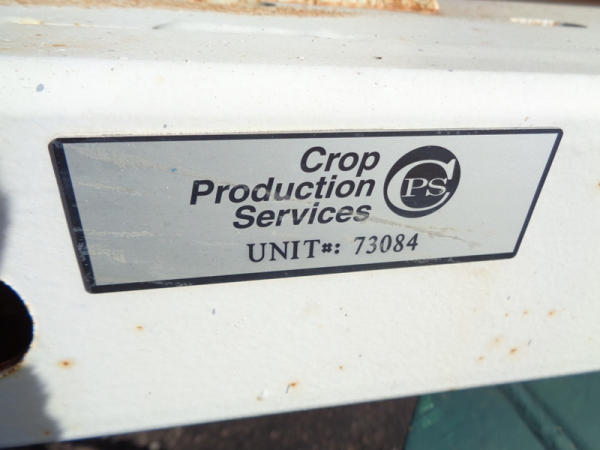 Crop
Production
Services
CPS
UNIT#: 73084